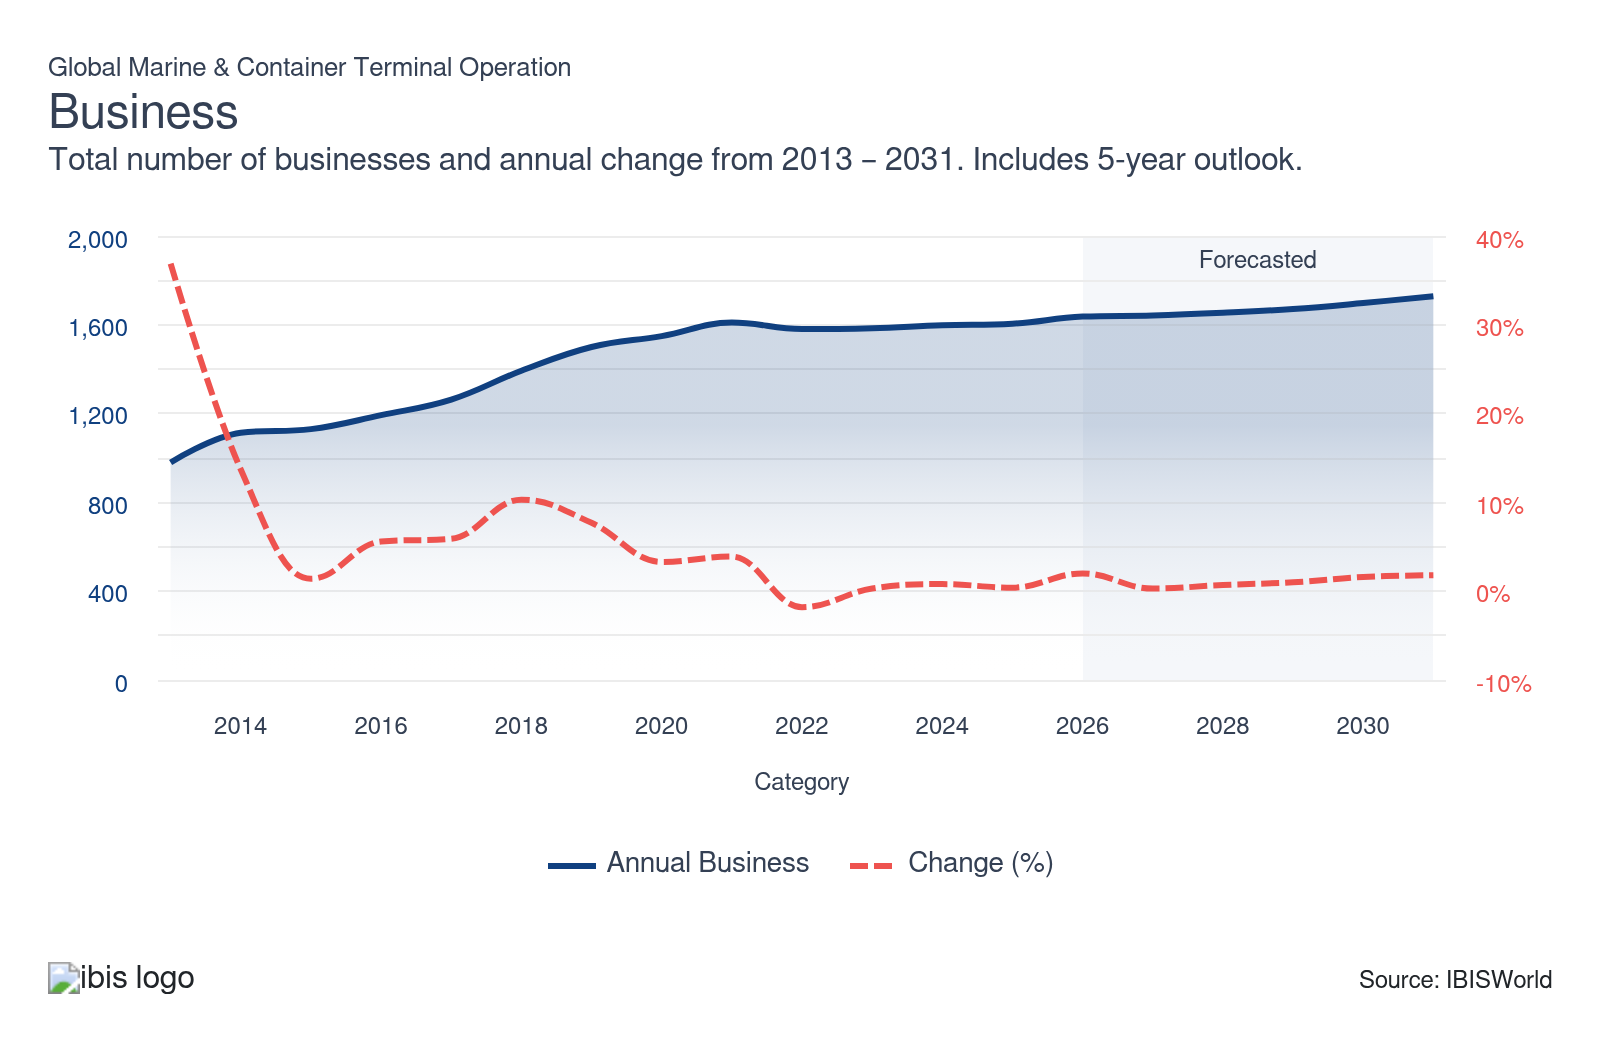 Global Marine & Container Terminal Operation
Business
Total number of businesses and annual change from 2013 – 2031. Includes 5-year outlook.
2,000
40%
Forecasted
1,600
30%
1,200
20%
800
10%
400
0%
0
-10%
2014 2016 2018 2020 2022 2024 2026 2028 2030
Category
Annual Business Change (%)
ibis logo
Source: IBISWorld